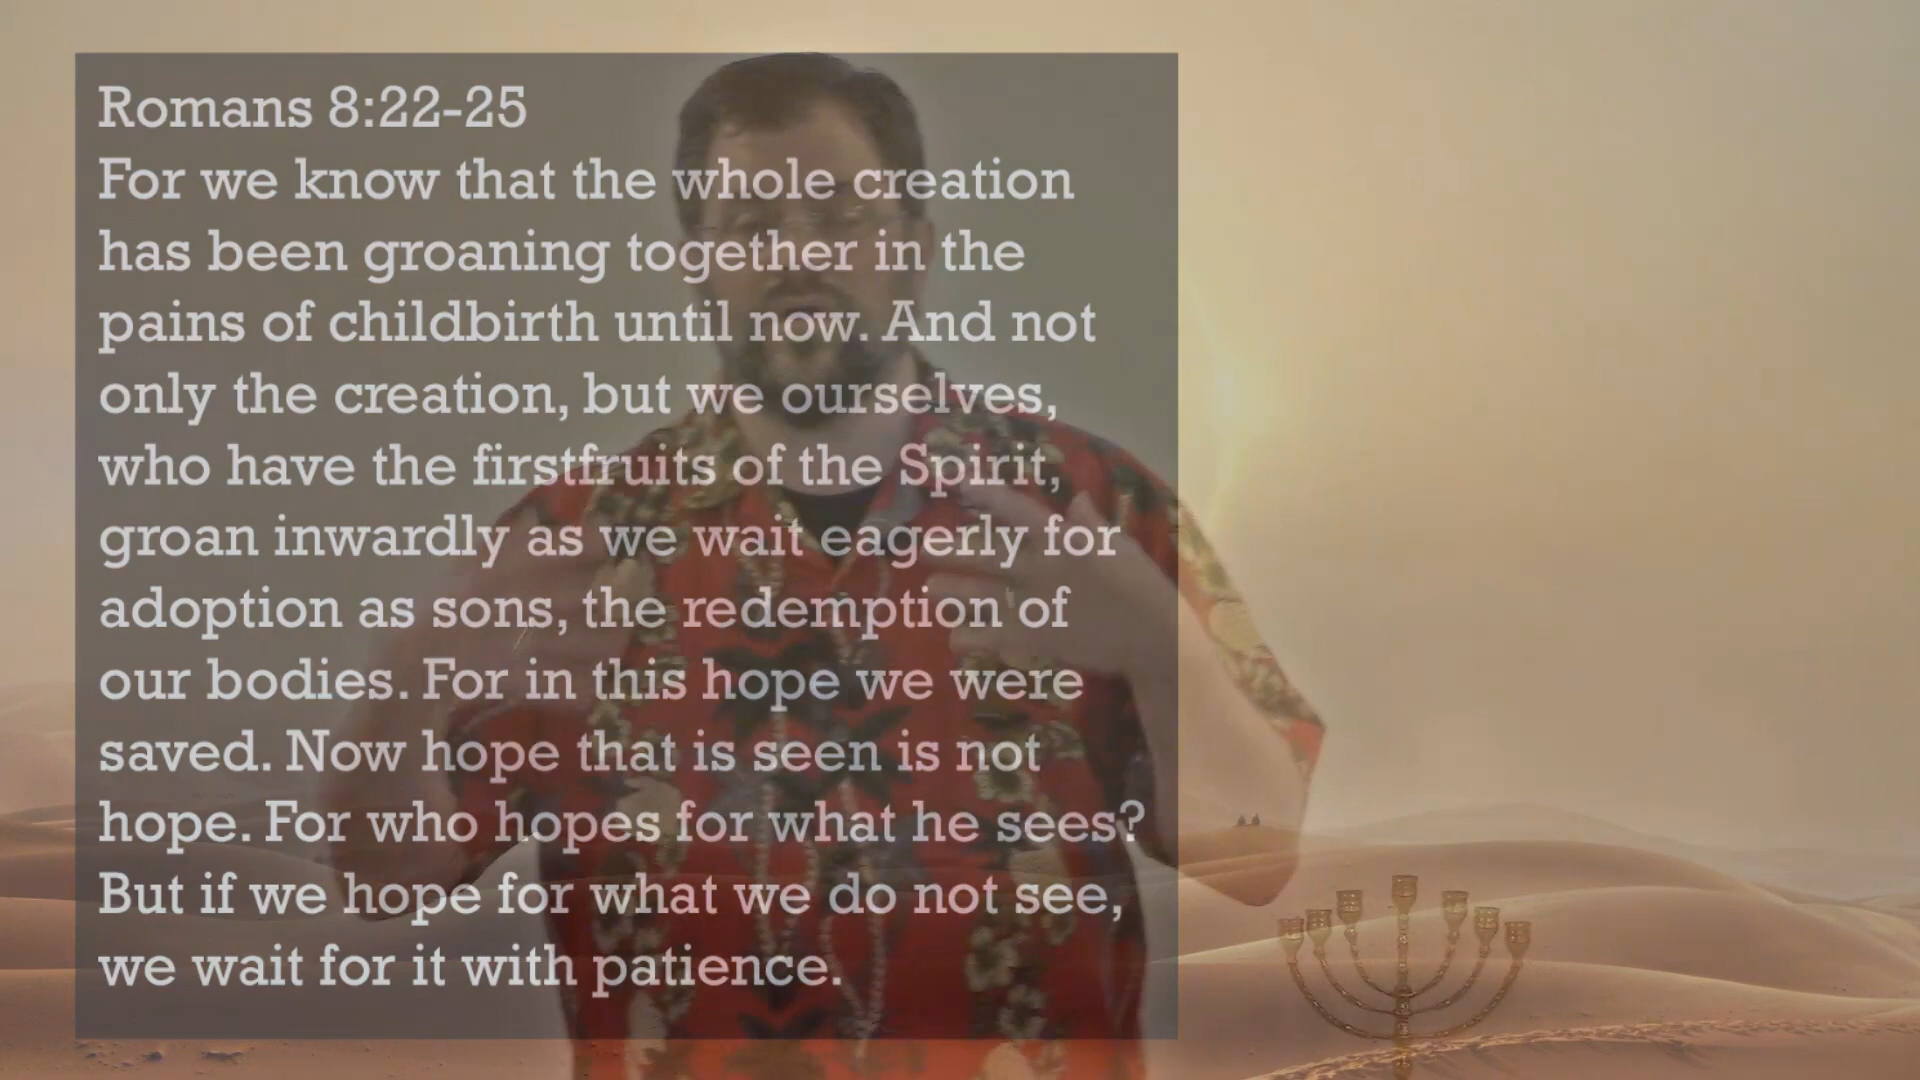 Romans 8:22-25
For we know that the whole creation
has been groaning together in the
pains of childbirth until now. And not
only the creation, but we ourselves,
who have the firstfruits of the Spirit,
groan inwardly as we wait eagerly for
adoption as sons, the redemption of
our bodies. For in this hope we were
saved. Now hope that is seen is not
hope. For who hopes for what he sees?
But if we hope for what we do not see,
we wait for it with patience.